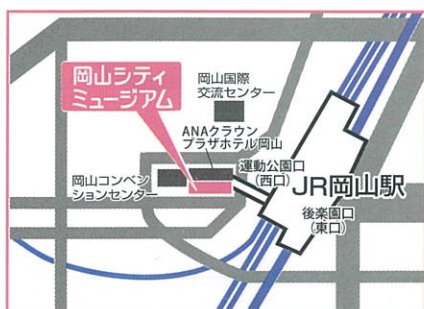 岡山シティ
ミュージアム
岡山国際
交流センター
ANAクラウン
プラザホテル岡山
岡山コンベン
ションセンター
運動公園口
(西口)
JR岡山駅
後楽園口
(東口)